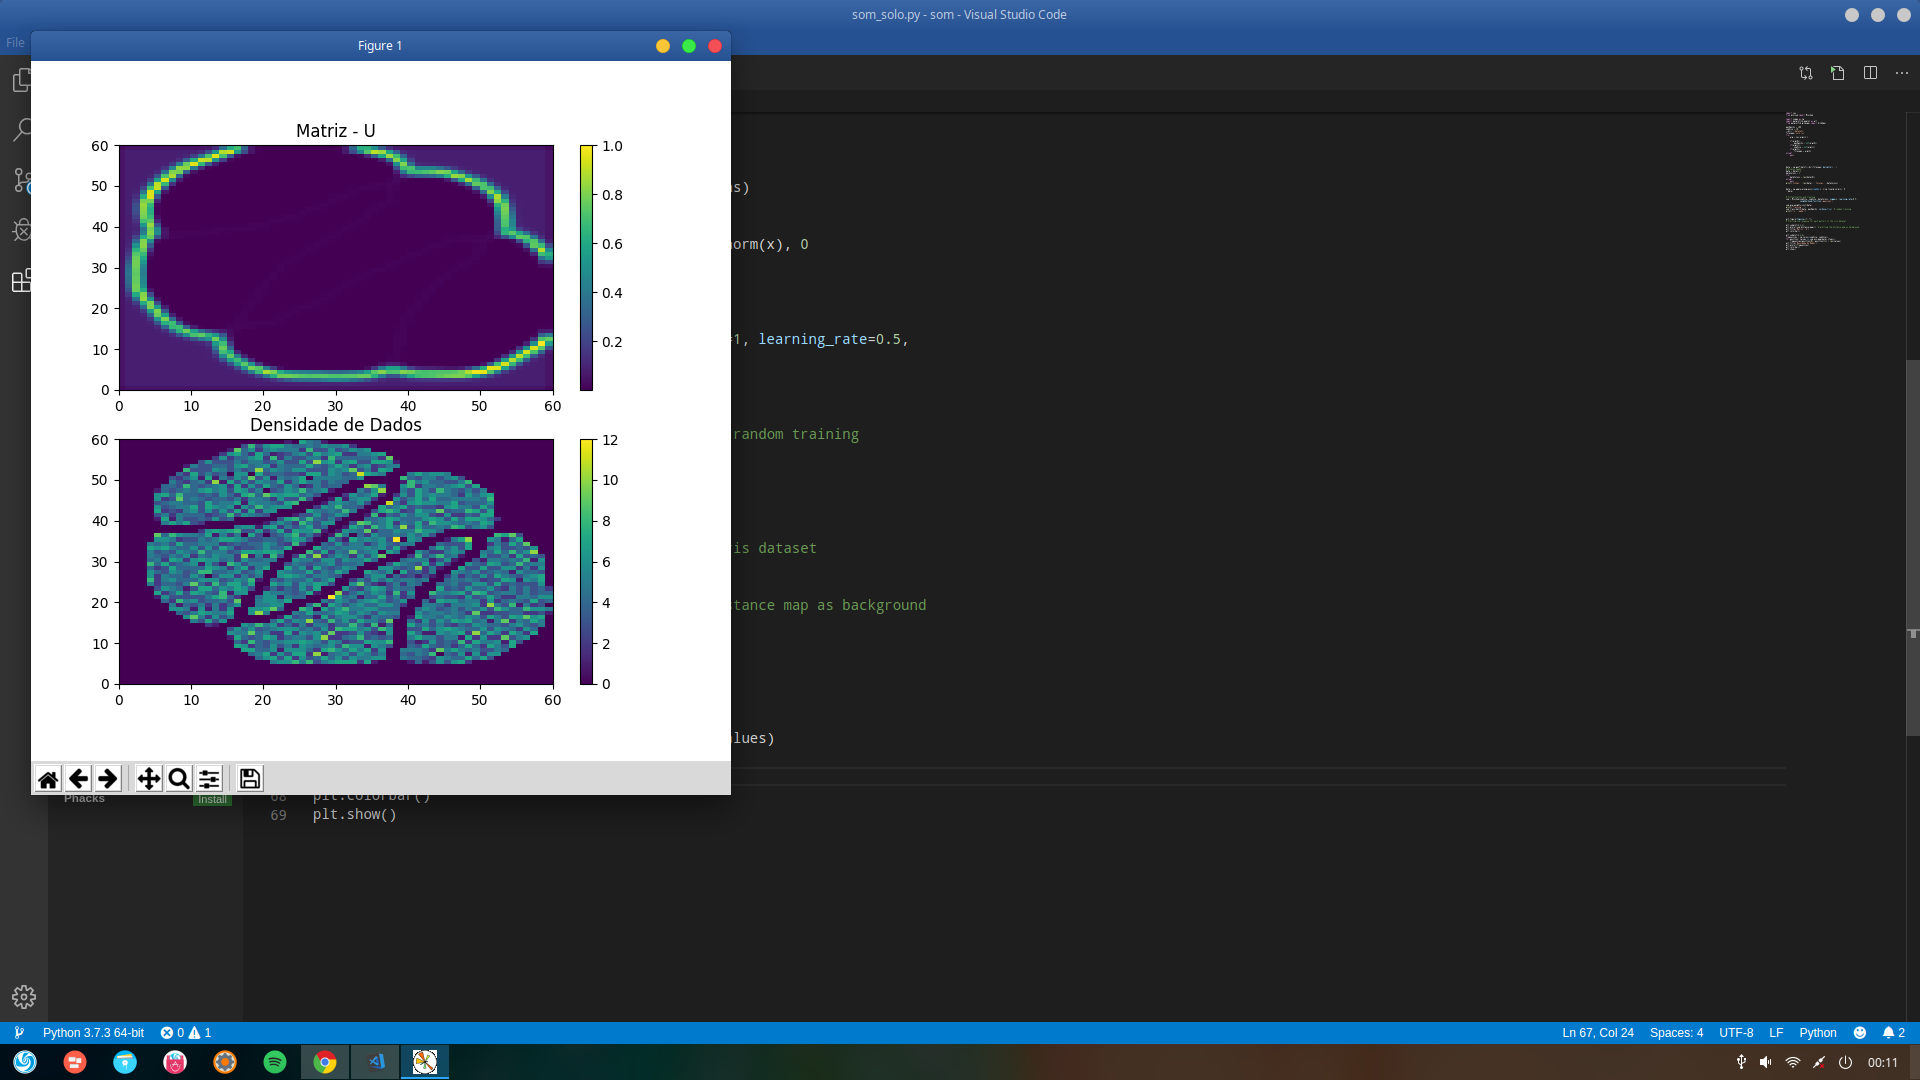 som_solo.py - som - Visual Studio Code
File
Figure 1
Matriz - U
60
50
40
30
20
10
0
0 10 20 30 40 50 60
1.0
0.8
0.6
0.4
0.2
Densidade de Dados
60
50
40
30
20
10
0
0 10 20 30 40 50 60
12
10
8
6
4
2
0
s)
norm(x), 0
=1, learning_rate=0.5,
random training
ris dataset
stance map as background
alues)
Phacks
Install
68 plt.colorbar()
69 plt.show()
Python 3.7.3 64-bit 0 1
Ln 67, Col 24 Spaces: 4 UTF-8 LF Python 2
00:11